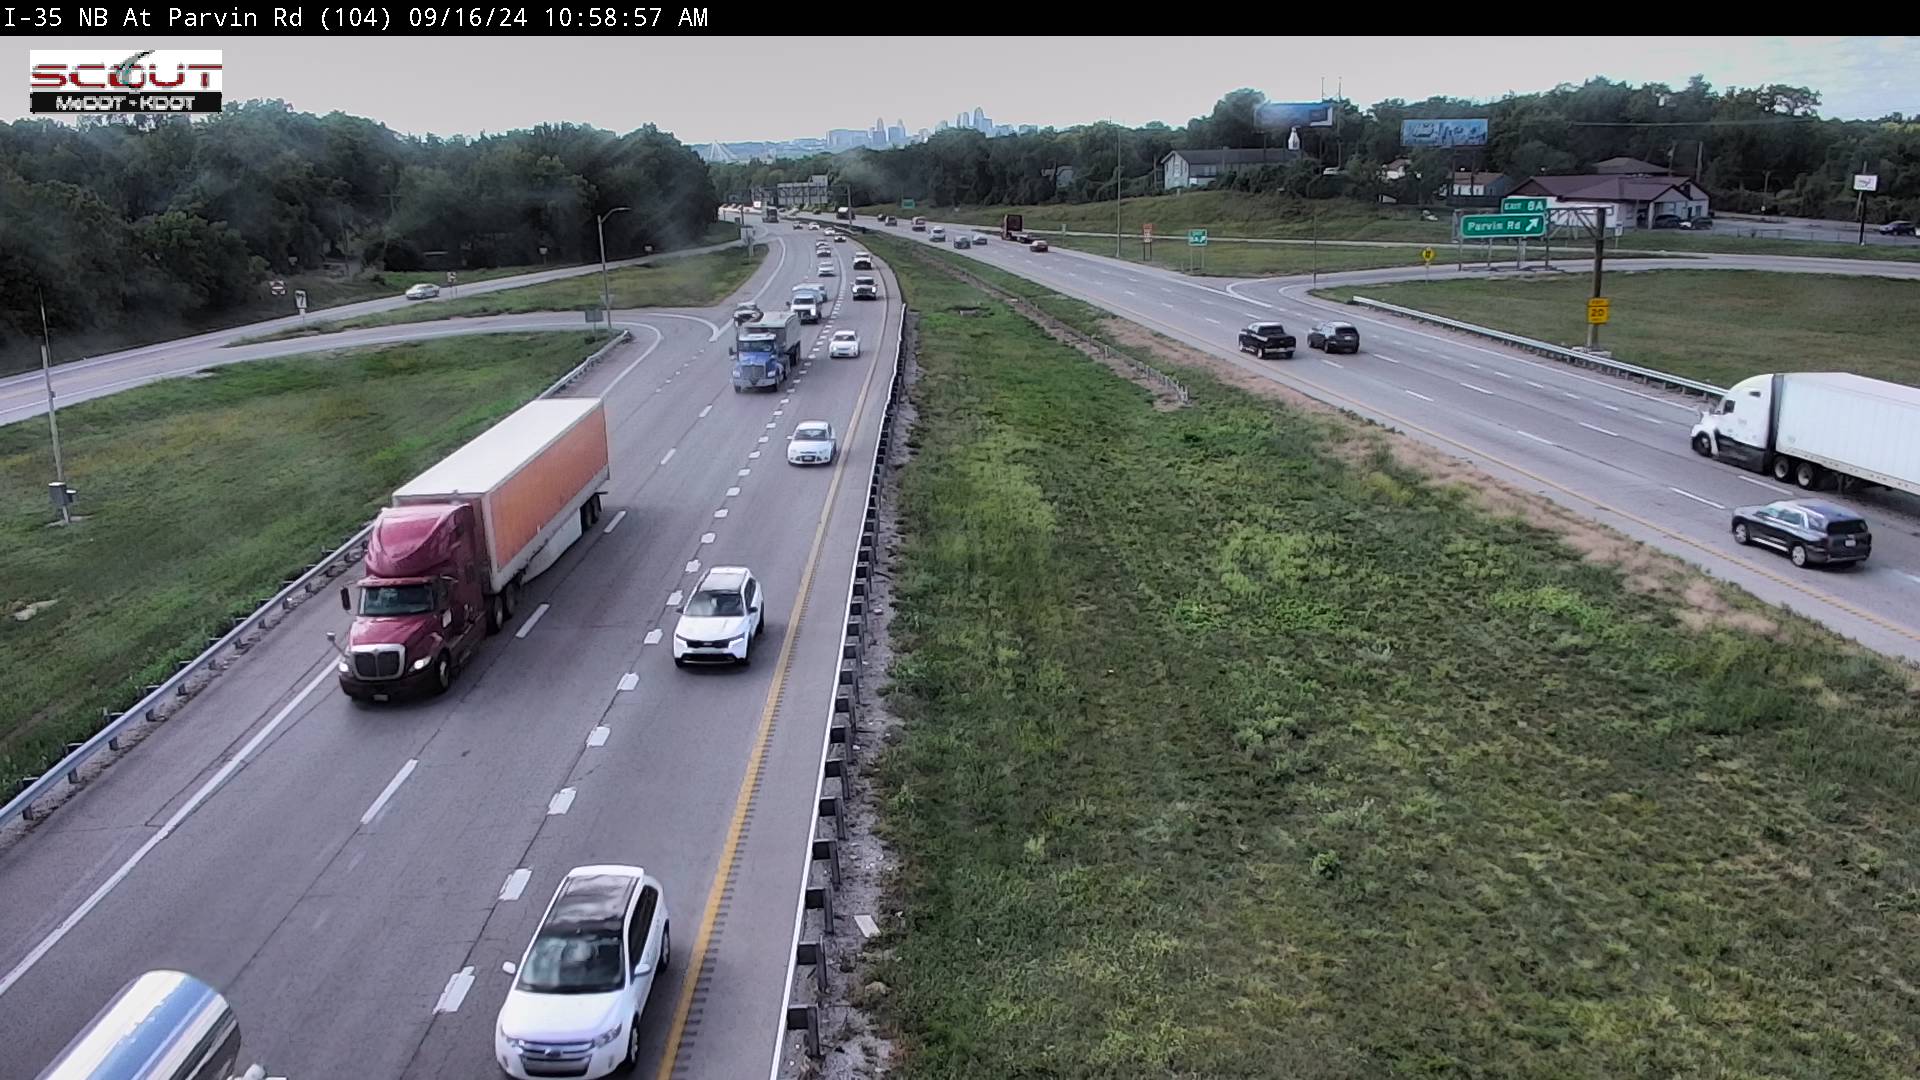 I-35 NB At Parvin Rd (104) 09/16/24 10:58:57 AM
SCOUT
MoDOT - KDOT
EXIT 8A
Parvin Rd
20